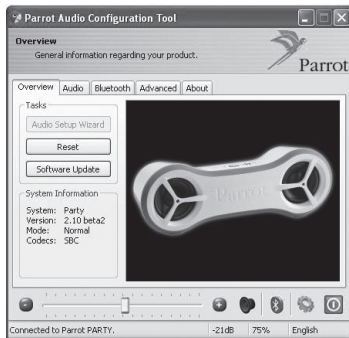 Parrot Audio Configuration Tool
Overview
General information regarding your product.
Parrot
Overview Audio Bluetooth Advanced About
Tasks
Audio Setup Wizard
Reset
Software Update
System Information
System: Party
Version: 2.10 beta2
Mode: Normal
Codecs: SBC
Parrot
Connected to Parrot PARTY. -21dB 75% English